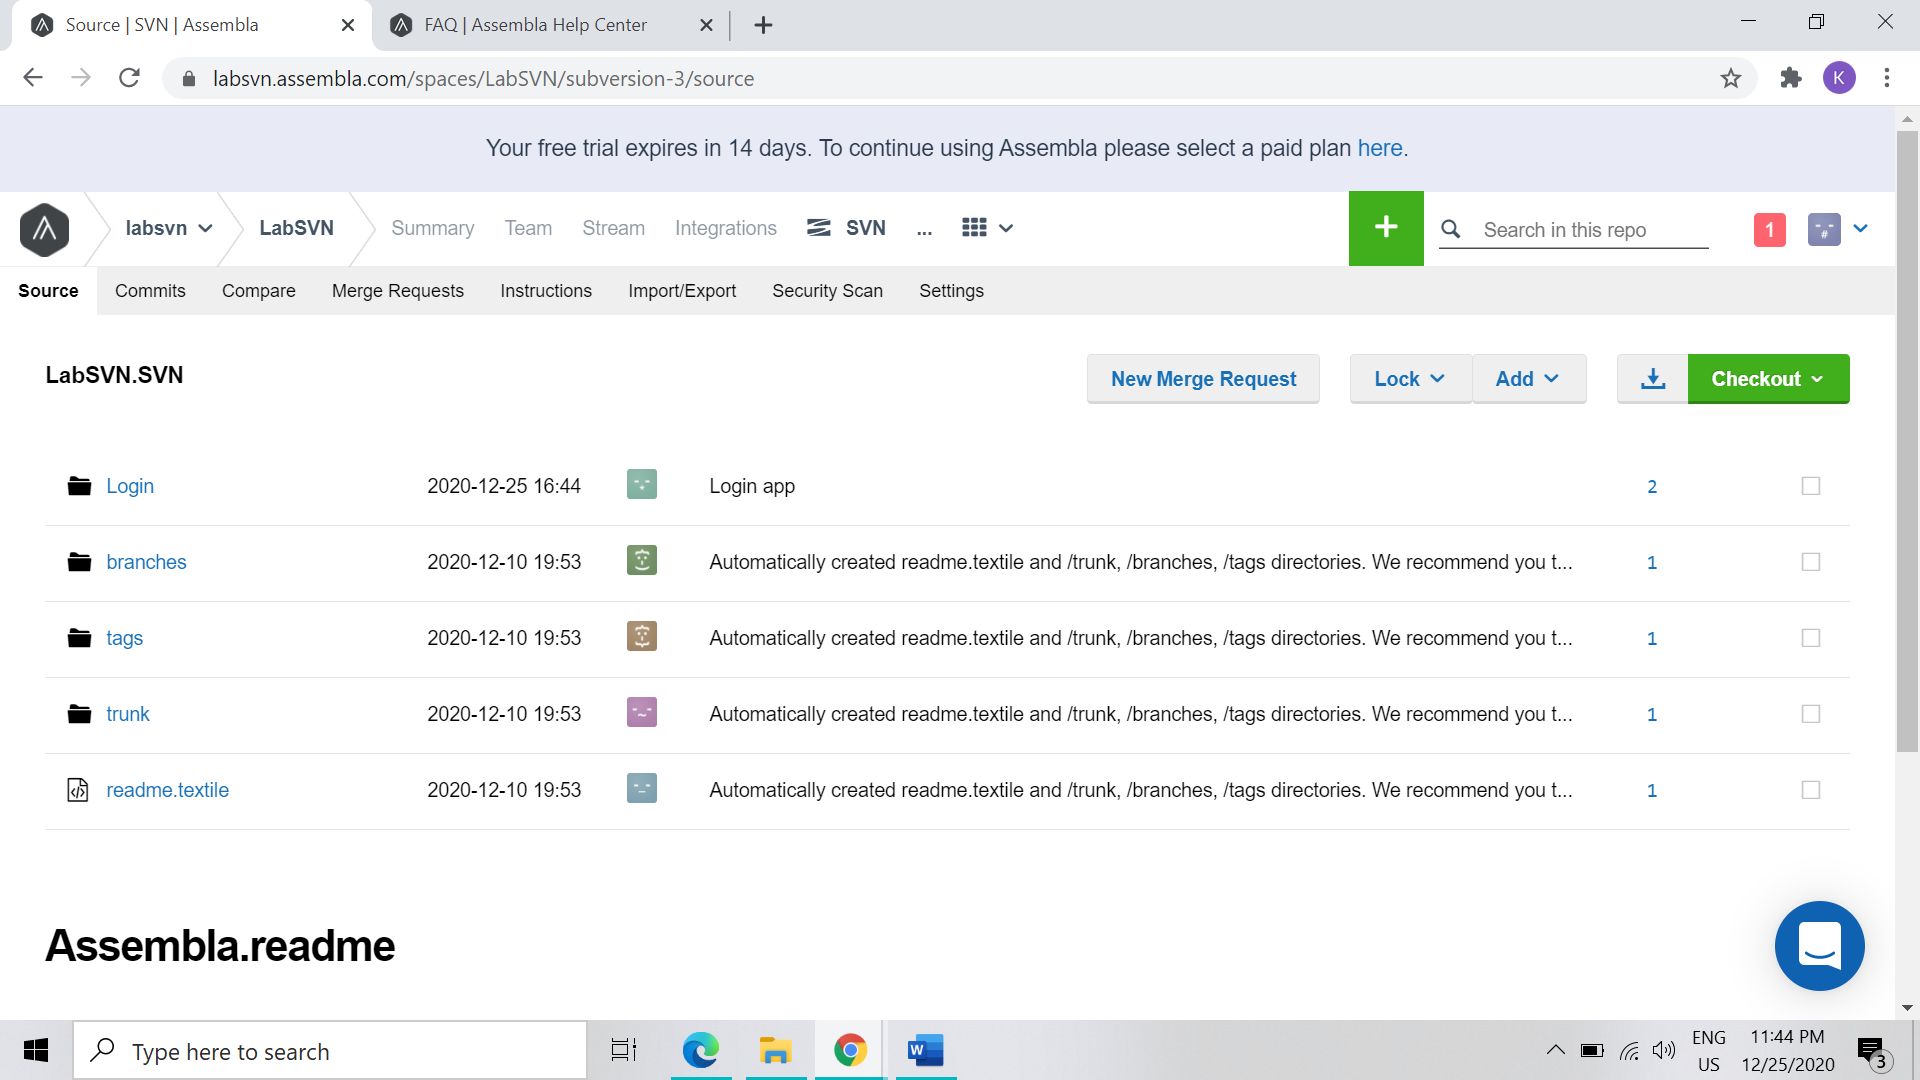 Source | SVN | Assembla
FAQ | Assembla Help Center
labsvn.assembla.com/spaces/LabSVN/subversion-3/source
K
Your free trial expires in 14 days. To continue using Assembla please select a paid plan here.
labsvn LabSVN Summary Team Stream Integrations SVN ... + Search in this repo 1
Source Commits Compare Merge Requests Instructions Import/Export Security Scan Settings
LabSVN.SVN New Merge Request Lock Add Checkout
Login 2020-12-25 16:44 Login app 2
branches 2020-12-10 19:53 Automatically created readme.textile and /trunk, /branches, /tags directories. We recommend you t... 1
tags 2020-12-10 19:53 Automatically created readme.textile and /trunk, /branches, /tags directories. We recommend you t... 1
trunk 2020-12-10 19:53 Automatically created readme.textile and /trunk, /branches, /tags directories. We recommend you t... 1
readme.textile 2020-12-10 19:53 Automatically created readme.textile and /trunk, /branches, /tags directories. We recommend you t... 1
Assembla.readme
Type here to search
W
ENG
US
11:44 PM
12/25/2020
3